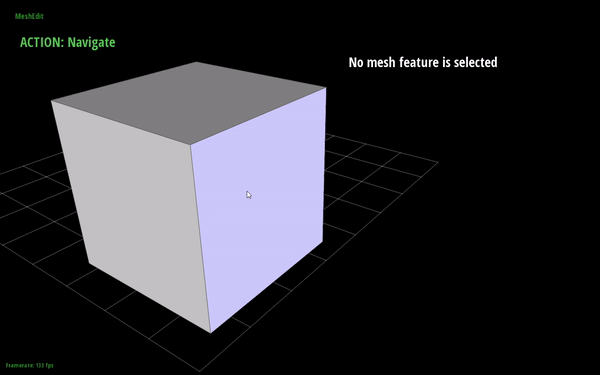 MeshEdit
ACTION: Navigate
No mesh feature is selected
Framerate: 133 fps